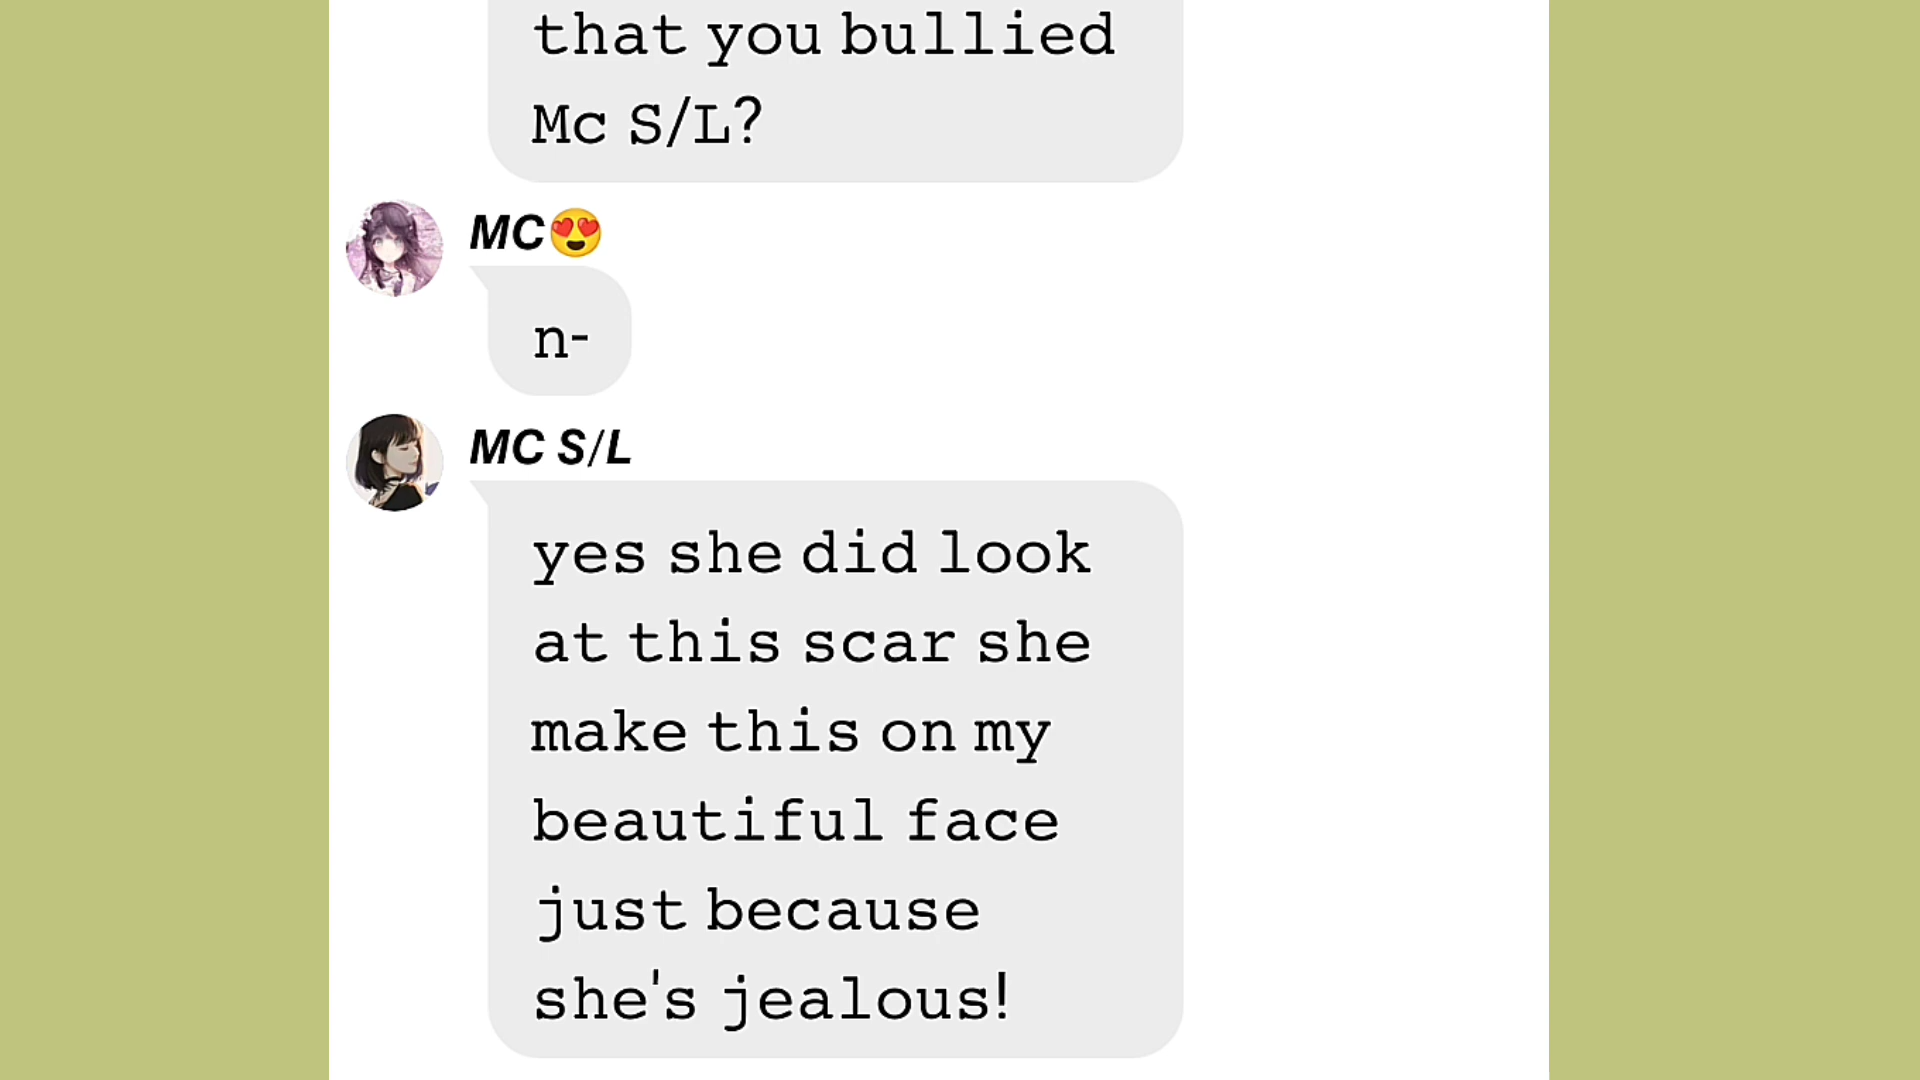 that you bullied
Mc S/L?
MC😍
n-
MC S/L
yes she did look
at this scar she
make this on my
beautiful face
just because
she's jealous!